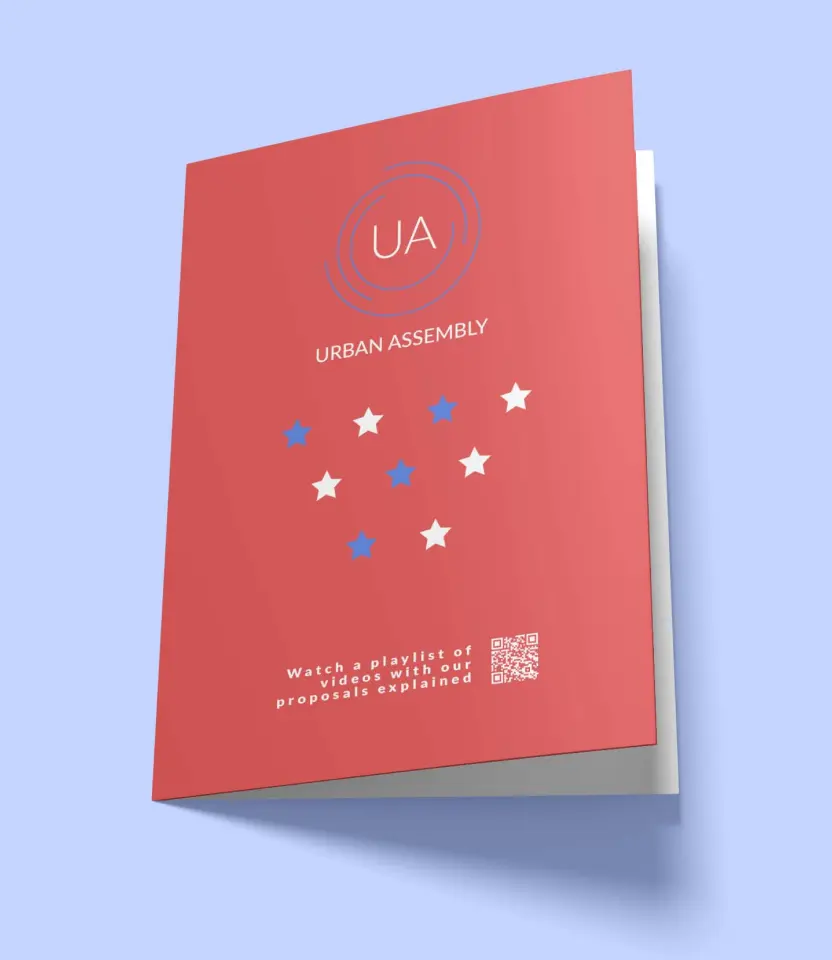 UA
URBAN ASSEMBLY
Watch a playlist of
videos with our
proposals explained